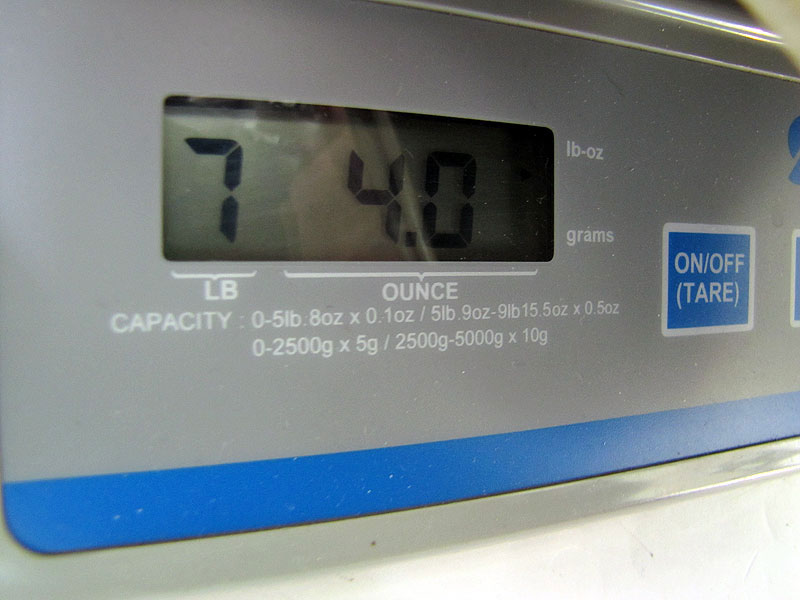 7 4.0
lb-oz
grams
LB OUNCE
CAPACITY : 0-5lb.8oz x 0.1oz / 5lb.9oz-9lb15.5oz x 0.5oz
0-2500g x 5g / 2500g-5000g x 10g
ON/OFF
(TARE)